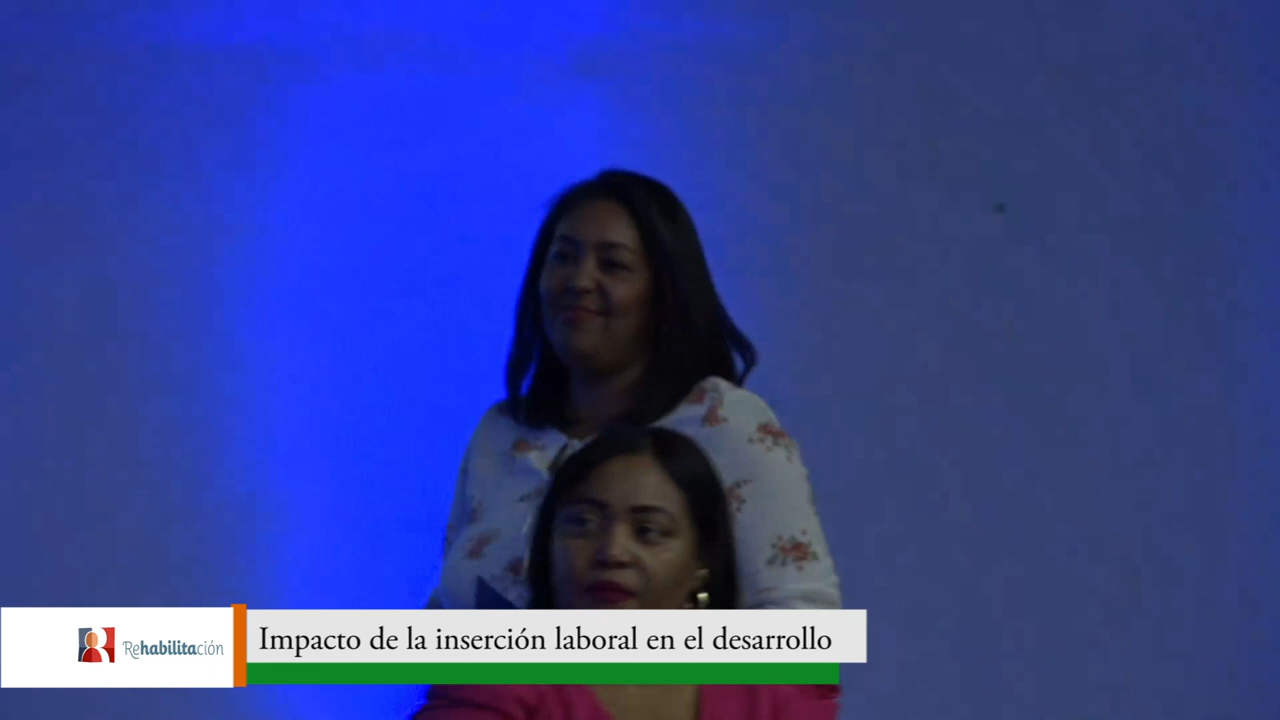 Rehabilitación
Impacto de la inserción laboral en el desarrollo